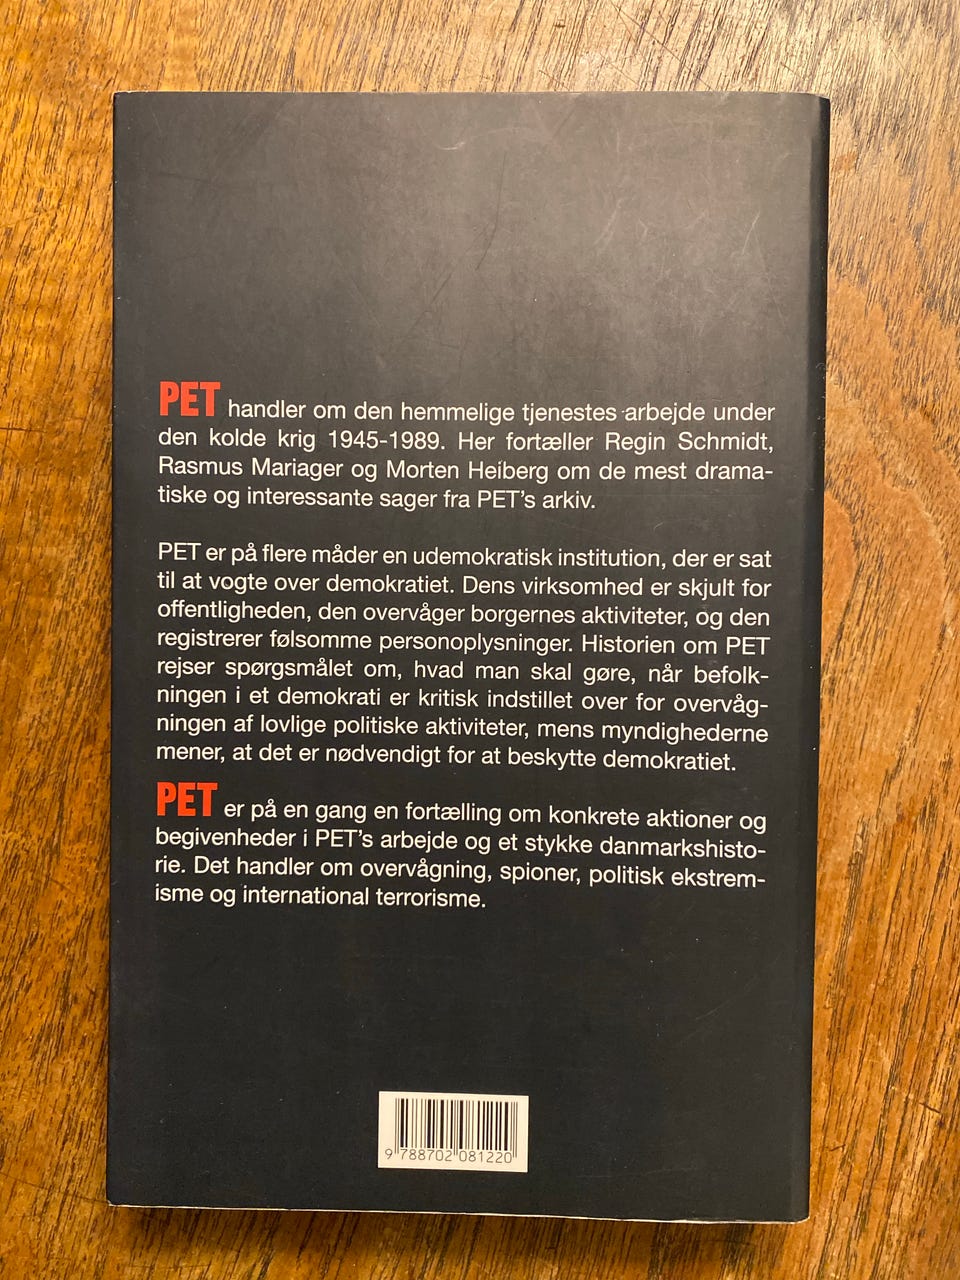 PET handler om den hemmelige tjenestes arbejde under
den kolde krig 1945-1989. Her fortæller Regin Schmidt,
Rasmus Mariager og Morten Heiberg om de mest drama-
tiske og interessante sager fra PET's arkiv.
PET er på flere måder en udemokratisk institution, der er sat
til at vogte over demokratiet. Dens virksomhed er skjult for
offentligheden, den overvåger borgernes aktiviteter, og den
registrerer følsomme personoplysninger. Historien om PET
rejser spørgsmålet om, hvad man skal gøre, når befolk-
ningen i et demokrati er kritisk indstillet over for overvåg-
ningen af lovlige politiske aktiviteter, mens myndighederne
mener, at det er nødvendigt for at beskytte demokratiet.
PET er på en gang en fortælling om konkrete aktioner og
begivenheder i PET's arbejde og et stykke danmarkshisto-
rie. Det handler om overvågning, spioner, politisk ekstrem-
isme og international terrorisme.
9 788702 081220